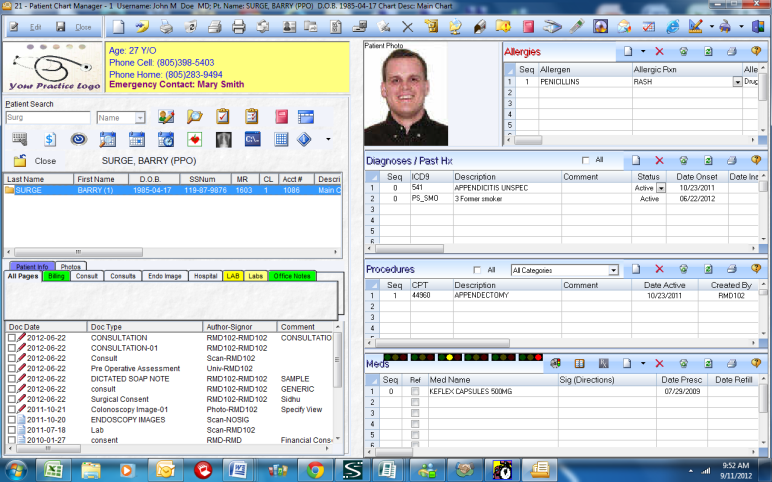 21 - Patient Chart Manager - 1 Username: John M Doe MD; Pt. Name: SURGE, BARRY (PPO) D.O.B. 1985-04-17 Chart Desc: Main Chart
Edit Close
Your Practice Logo
Age: 27 Y/O
Phone Cell: (805)398-5403
Phone Home: (805)283-9494
Emergency Contact: Mary Smith
Patient Search
Surg Name
C:\.
Close SURGE, BARRY (PPO)
Last Name First Name D.O.B. SSNum MR CL Acct # Descri
SURGE BARRY (1) 1985-04-17 119-87-9876 1603 1 1086 Main C
Patient Info Photos
All Pages Billing Consult Consults Endo Image Hospital LAB Labs Office Notes
Doc Date Doc Type Author-Signor Comment
2012-06-22 CONSULTATION RMD102-RMD102 CONSULTATIO
2012-06-22 CONSULTATION-01 RMD102-RMD102
2012-06-22 Consult Scan-RMD102
2012-06-22 Pre Operative Assessment Univ-RMD102
2012-06-22 DICTATED SOAP NOTE RMD102-RMD102 SAMPLE
2012-06-22 consult RMD102-RMD102 GENERIC
2012-06-22 Surgical Consent RMD102-RMD102 Sidhu
2011-10-21 Colonoscopy Image-01 Photo-RMD102 Specify View
2011-10-20 ENDOSCOPY IMAGES Scan-NOSIG
2011-07-18 Lab Scan-RMD102
2010-01-27 consent RMD-RMD Financial Cons
Patient Photo
Allergies
Seq Allergen Allergic Rxn Alle
1 1 PENICILLINS RASH Drug
2
3
4
5
Diagnoses / Past Hx All
Seq ICD9 Description Comment Status Date Onset Date Ina
1 0 541 APPENDICITIS UNSPEC Active 10/23/2011
2 0 PS_SMO 3 Former smoker Active 06/22/2012
3
4
5
6
Procedures All All Categories
Seq CPT Description Comment Date Active Created By
1 1 44960 APPENDECTOMY 10/23/2011 RMD102
2
3
4
5
Meds
Seq Ref Med Name Sig (Directions) Date Presc Date Refill
1 0 KEFLEX CAPSULES 500MG 07/29/2009
2
3
4
5
6
9:52 AM
9/11/2012